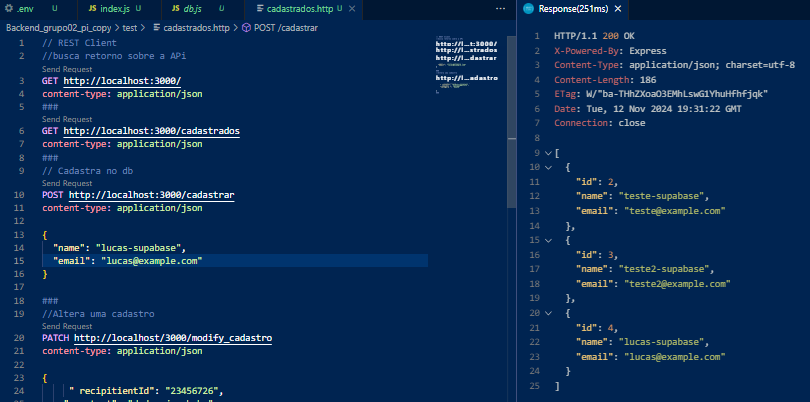 .env U index.js U db.js U cadastrados.http U ...
Backend_grupo02_pi_copy > test > cadastrados.http > POST /cadastrar
1 // REST Client
2 //busca retorno sobre a APi
Send Request
3 GET http://localhost:3000/
4 content-type: application/json
5 ###
Send Request
6 GET http://localhost:3000/cadastrados
7 content-type: application/json
8 ###
9 // Cadastra no db
Send Request
10 POST http://localhost:3000/cadastrar
11 content-type: application/json
12
13 {
14 "name": "lucas-supabase",
15 "email": "lucas@example.com"
16 }
17
18 ###
19 //Altera uma cadastro
Send Request
20 PATCH http://localhost/3000/modify_cadastro
21 content-type: application/json
22
23 {
24 " recipitientId": "23456726",
Response(251ms)
1 HTTP/1.1 200 OK
2 X-Powered-By: Express
3 Content-Type: application/json; charset=utf-8
4 Content-Length: 186
5 ETag: W/"ba-THhZXoaO3EMhLswG1YhuHfhfjqk"
6 Date: Tue, 12 Nov 2024 19:31:22 GMT
7 Connection: close
8
9 [
10 {
11 "id": 2,
12 "name": "teste-supabase",
13 "email": "teste@example.com"
14 },
15 {
16 "id": 3,
17 "name": "teste2-supabase",
18 "email": "teste2@example.com"
19 },
20 {
21 "id": 4,
22 "name": "lucas-supabase",
23 "email": "lucas@example.com"
24 }
25 ]